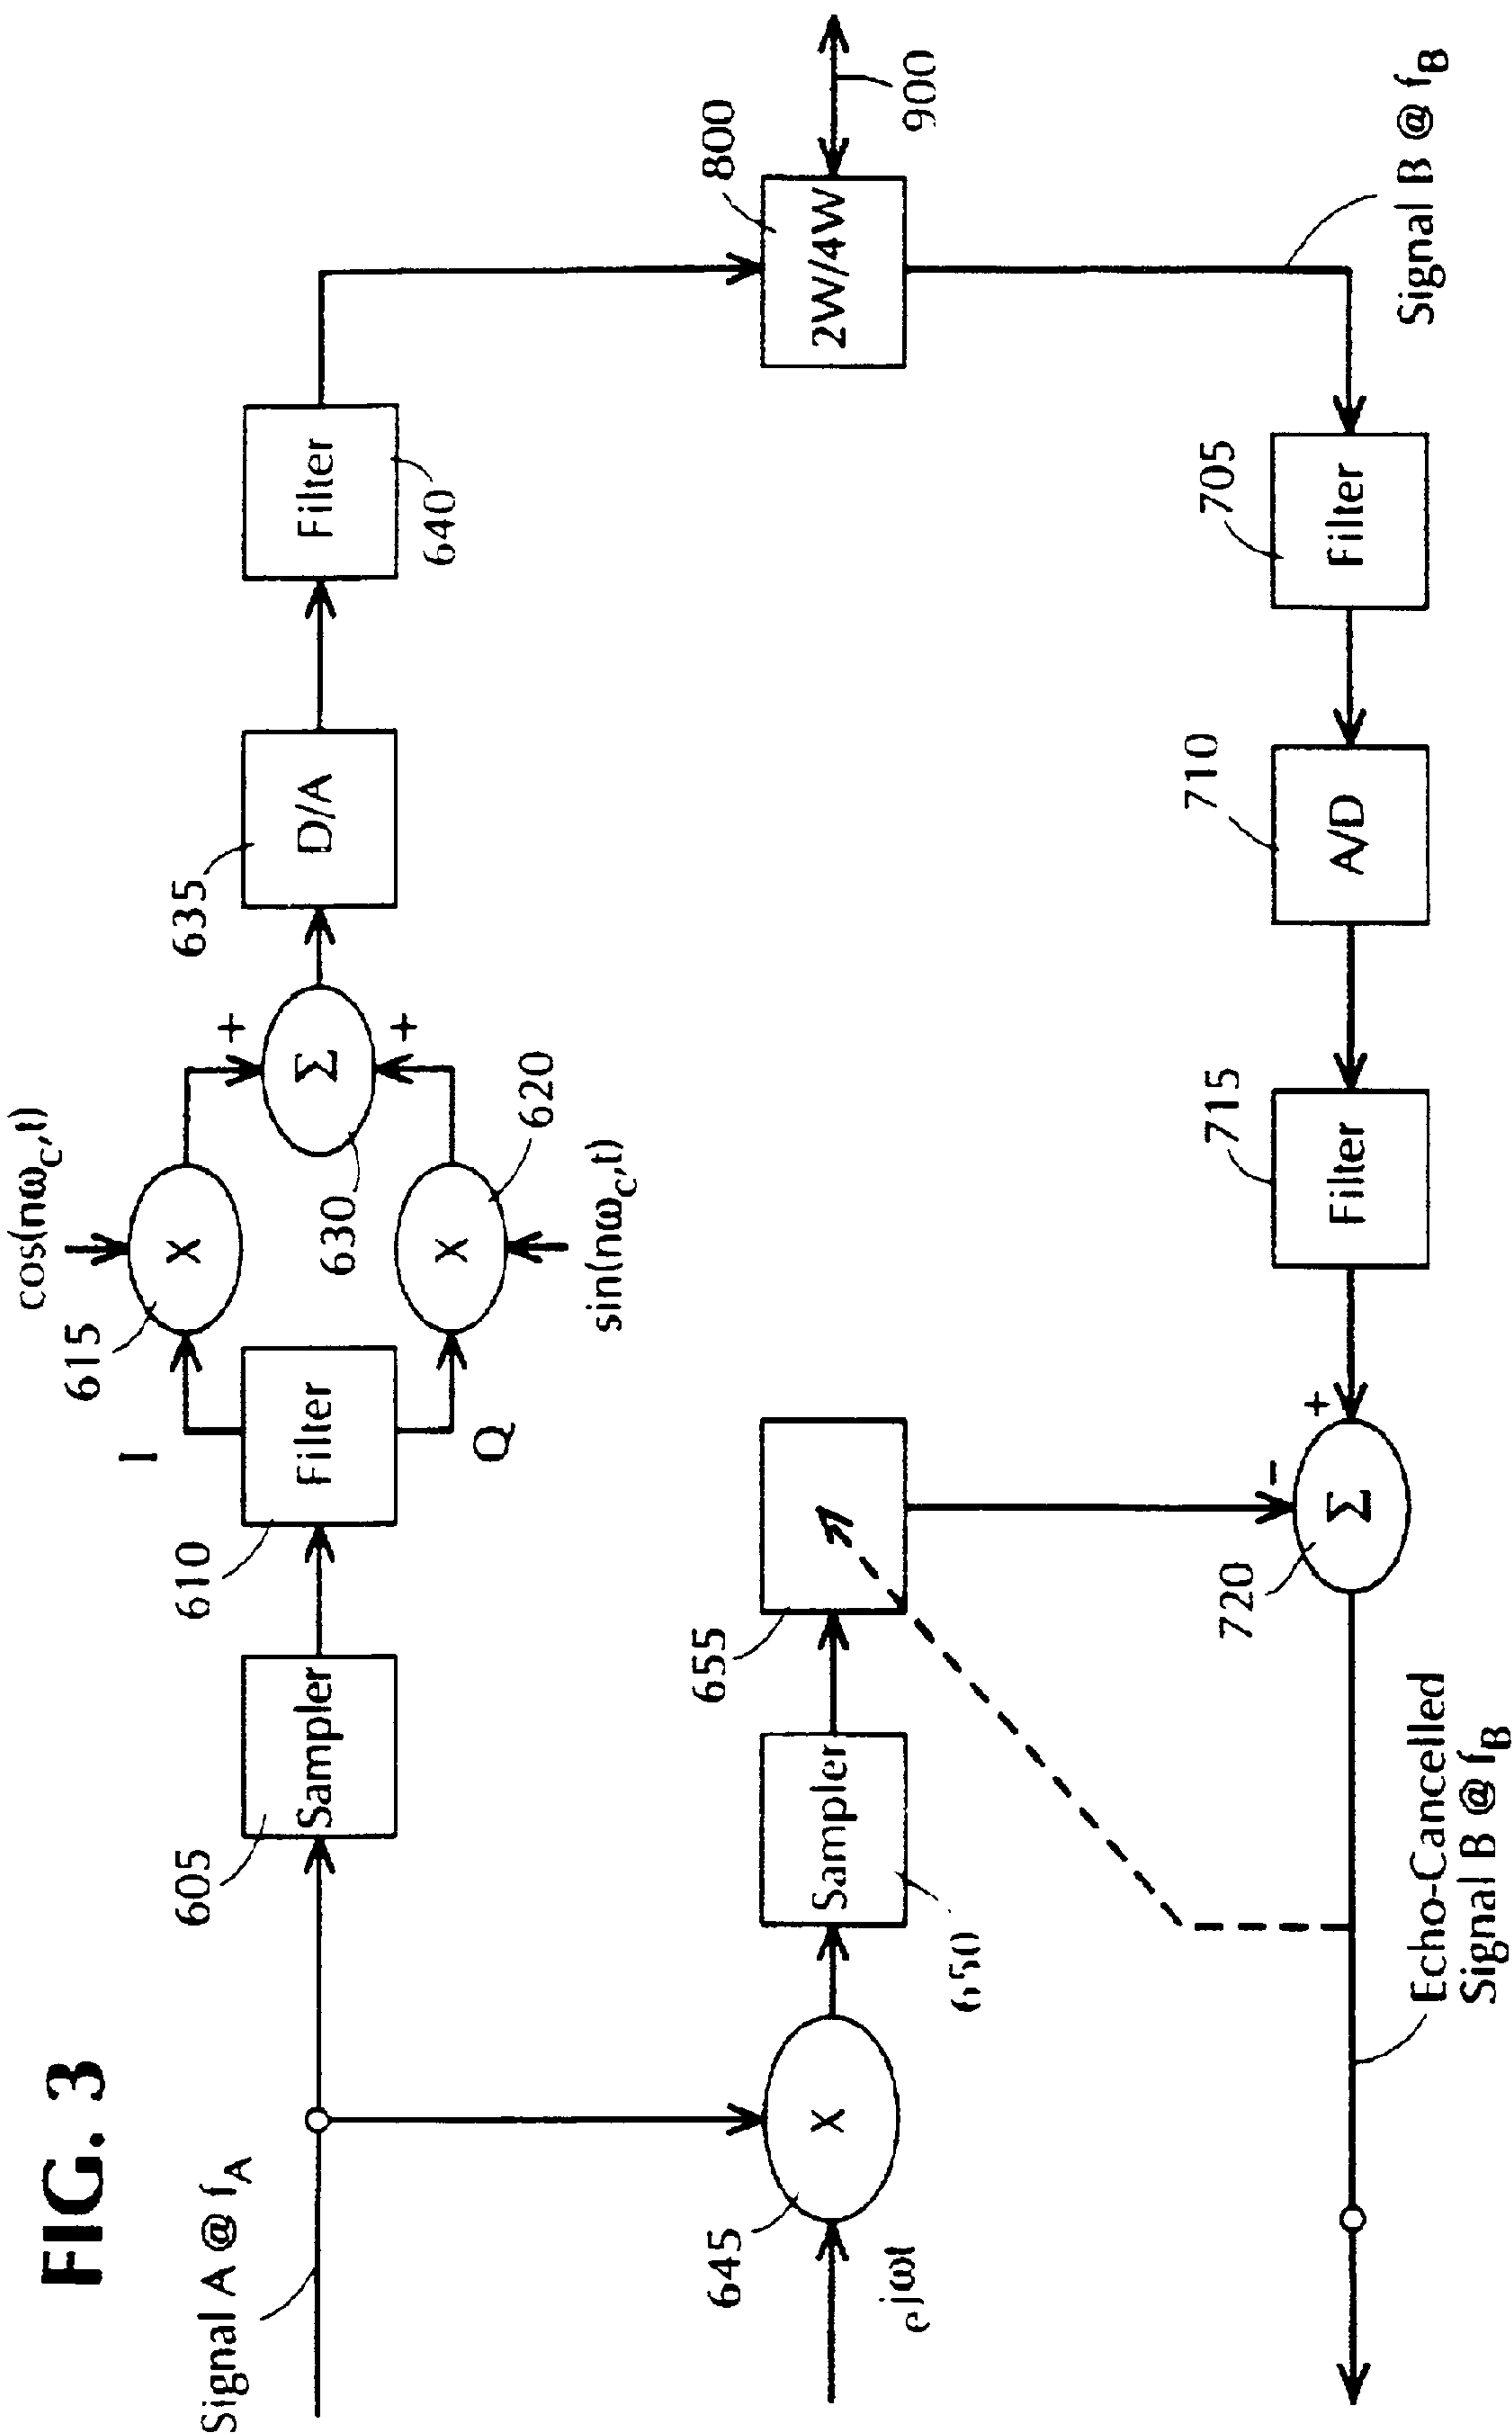 FIG. 3
Signal A @ fA
605
Sampler
610
Filter
I
Q
615
X
cos(nωc,t)
620
X
sin(nωc,t)
630
Σ
+
+
635
D/A
640
Filter
800
2W/4W
900
Signal B @ fB
705
Filter
710
A/D
715
Filter
+
-
720
Σ
645
X
ejωt
650
Sampler
655
Echo-Cancelled
Signal B @ fB